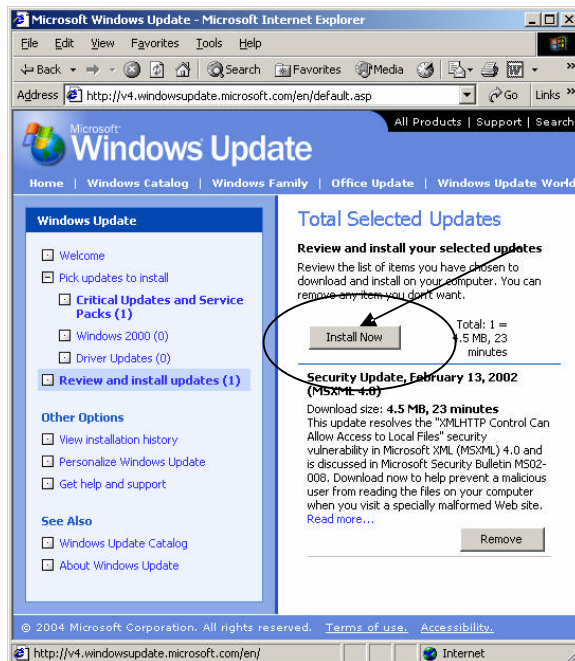 Microsoft Windows Update - Microsoft Internet Explorer
File Edit View Favorites Tools Help
Back Search Favorites Media »
Address http://v4.windowsupdate.microsoft.com/en/default.asp Go Links »
All Products | Support | Search
Microsoft
Windows Update
Home | Windows Catalog | Windows Family | Office Update | Windows Update World
Windows Update
Welcome
Pick updates to install
Critical Updates and Service
Packs (1)
Windows 2000 (0)
Driver Updates (0)
Review and install updates (1)
Other Options
View installation history
Personalize Windows Update
Get help and support
See Also
Windows Update Catalog
About Windows Update
Total Selected Updates
Review and install your selected updates
Review the list of items you have chosen to
download and install on your computer. You can
remove any item you don't want.
Install Now
Total: 1 =
4.5 MB, 23
minutes
Security Update, February 13, 2002
(MSXML 4.0)
Download size: 4.5 MB, 23 minutes
This update resolves the "XMLHTTP Control Can
Allow Access to Local Files" security
vulnerability in Microsoft XML (MSXML) 4.0 and
is discussed in Microsoft Security Bulletin MS02-
008. Download now to help prevent a malicious
user from reading the files on your computer
when you visit a specially malformed Web site.
Read more...
Remove
© 2004 Microsoft Corporation. All rights reserved. Terms of use. Accessibility.
http://v4.windowsupdate.microsoft.com/en/ Internet